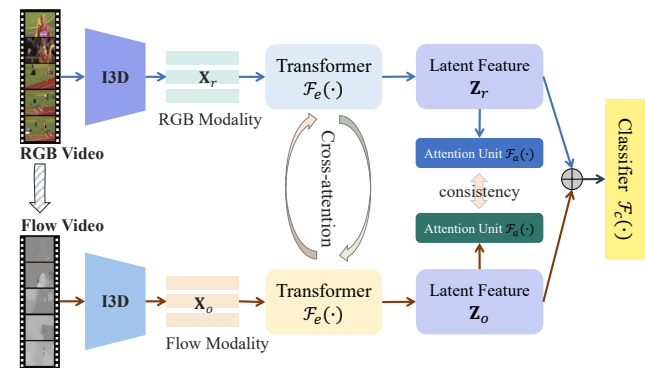 RGB Video
I3D
X_r
RGB Modality
Transformer
ℱ_e(·)
Latent Feature
Z_r
Attention Unit ℱ_a(·)
Cross-attention
consistency
Classifier ℱ_c(·)
Flow Video
I3D
X_o
Flow Modality
Transformer
ℱ_e(·)
Attention Unit ℱ_a(·)
Latent Feature
Z_o